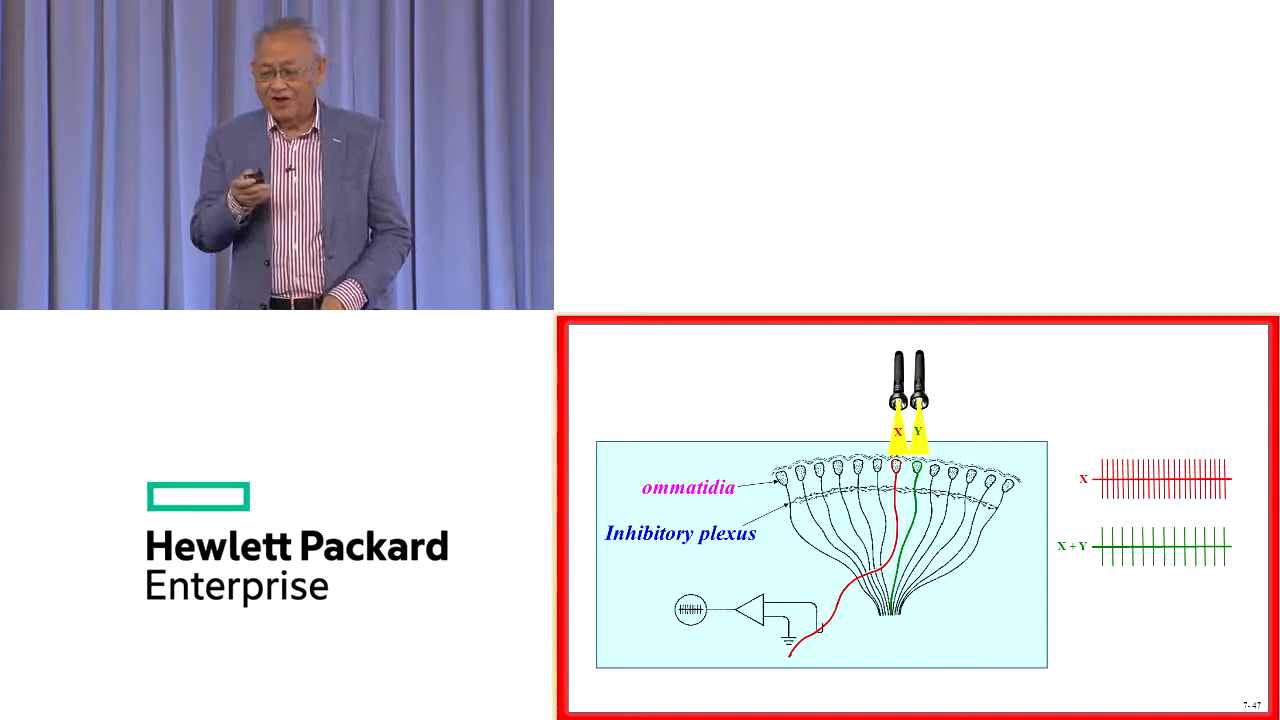 Hewlett Packard
Enterprise
X Y
ommatidia
Inhibitory plexus
X
X + Y
7- 47